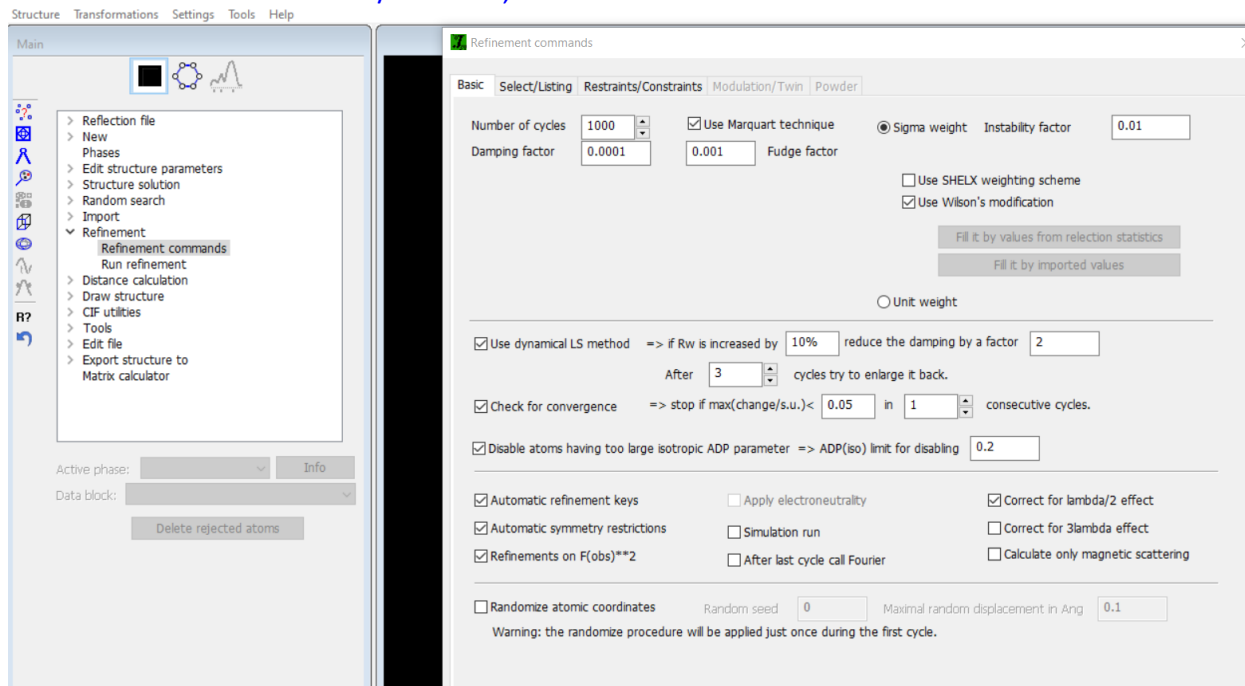 Structure Transformations Settings Tools Help
Main
Refinement commands
Basic Select/Listing Restraints/Constraints Modulation/Twin Powder
Reflection file
New
Phases
Edit structure parameters
Structure solution
Random search
Import
Refinement
Refinement commands
Run refinement
Distance calculation
Draw structure
CIF utilities
Tools
Edit file
Export structure to
Matrix calculator
R?
Active phase: Info
Data block:
Delete rejected atoms
Number of cycles 1000 Use Marquart technique Sigma weight Instability factor 0.01
Damping factor 0.0001 0.001 Fudge factor
Use SHELX weighting scheme
Use Wilson's modification
Fill it by values from relection statistics
Fill it by imported values
Unit weight
Use dynamical LS method => if Rw is increased by 10% reduce the damping by a factor 2
After 3 cycles try to enlarge it back.
Check for convergence => stop if max(change/s.u.)< 0.05 in 1 consecutive cycles.
Disable atoms having too large isotropic ADP parameter => ADP(iso) limit for disabling 0.2
Automatic refinement keys Apply electroneutrality Correct for lambda/2 effect
Automatic symmetry restrictions Simulation run Correct for 3lambda effect
Refinements on F(obs)**2 After last cycle call Fourier Calculate only magnetic scattering
Randomize atomic coordinates Random seed 0 Maximal random displacement in Ang 0.1
Warning: the randomize procedure will be applied just once during the first cycle.